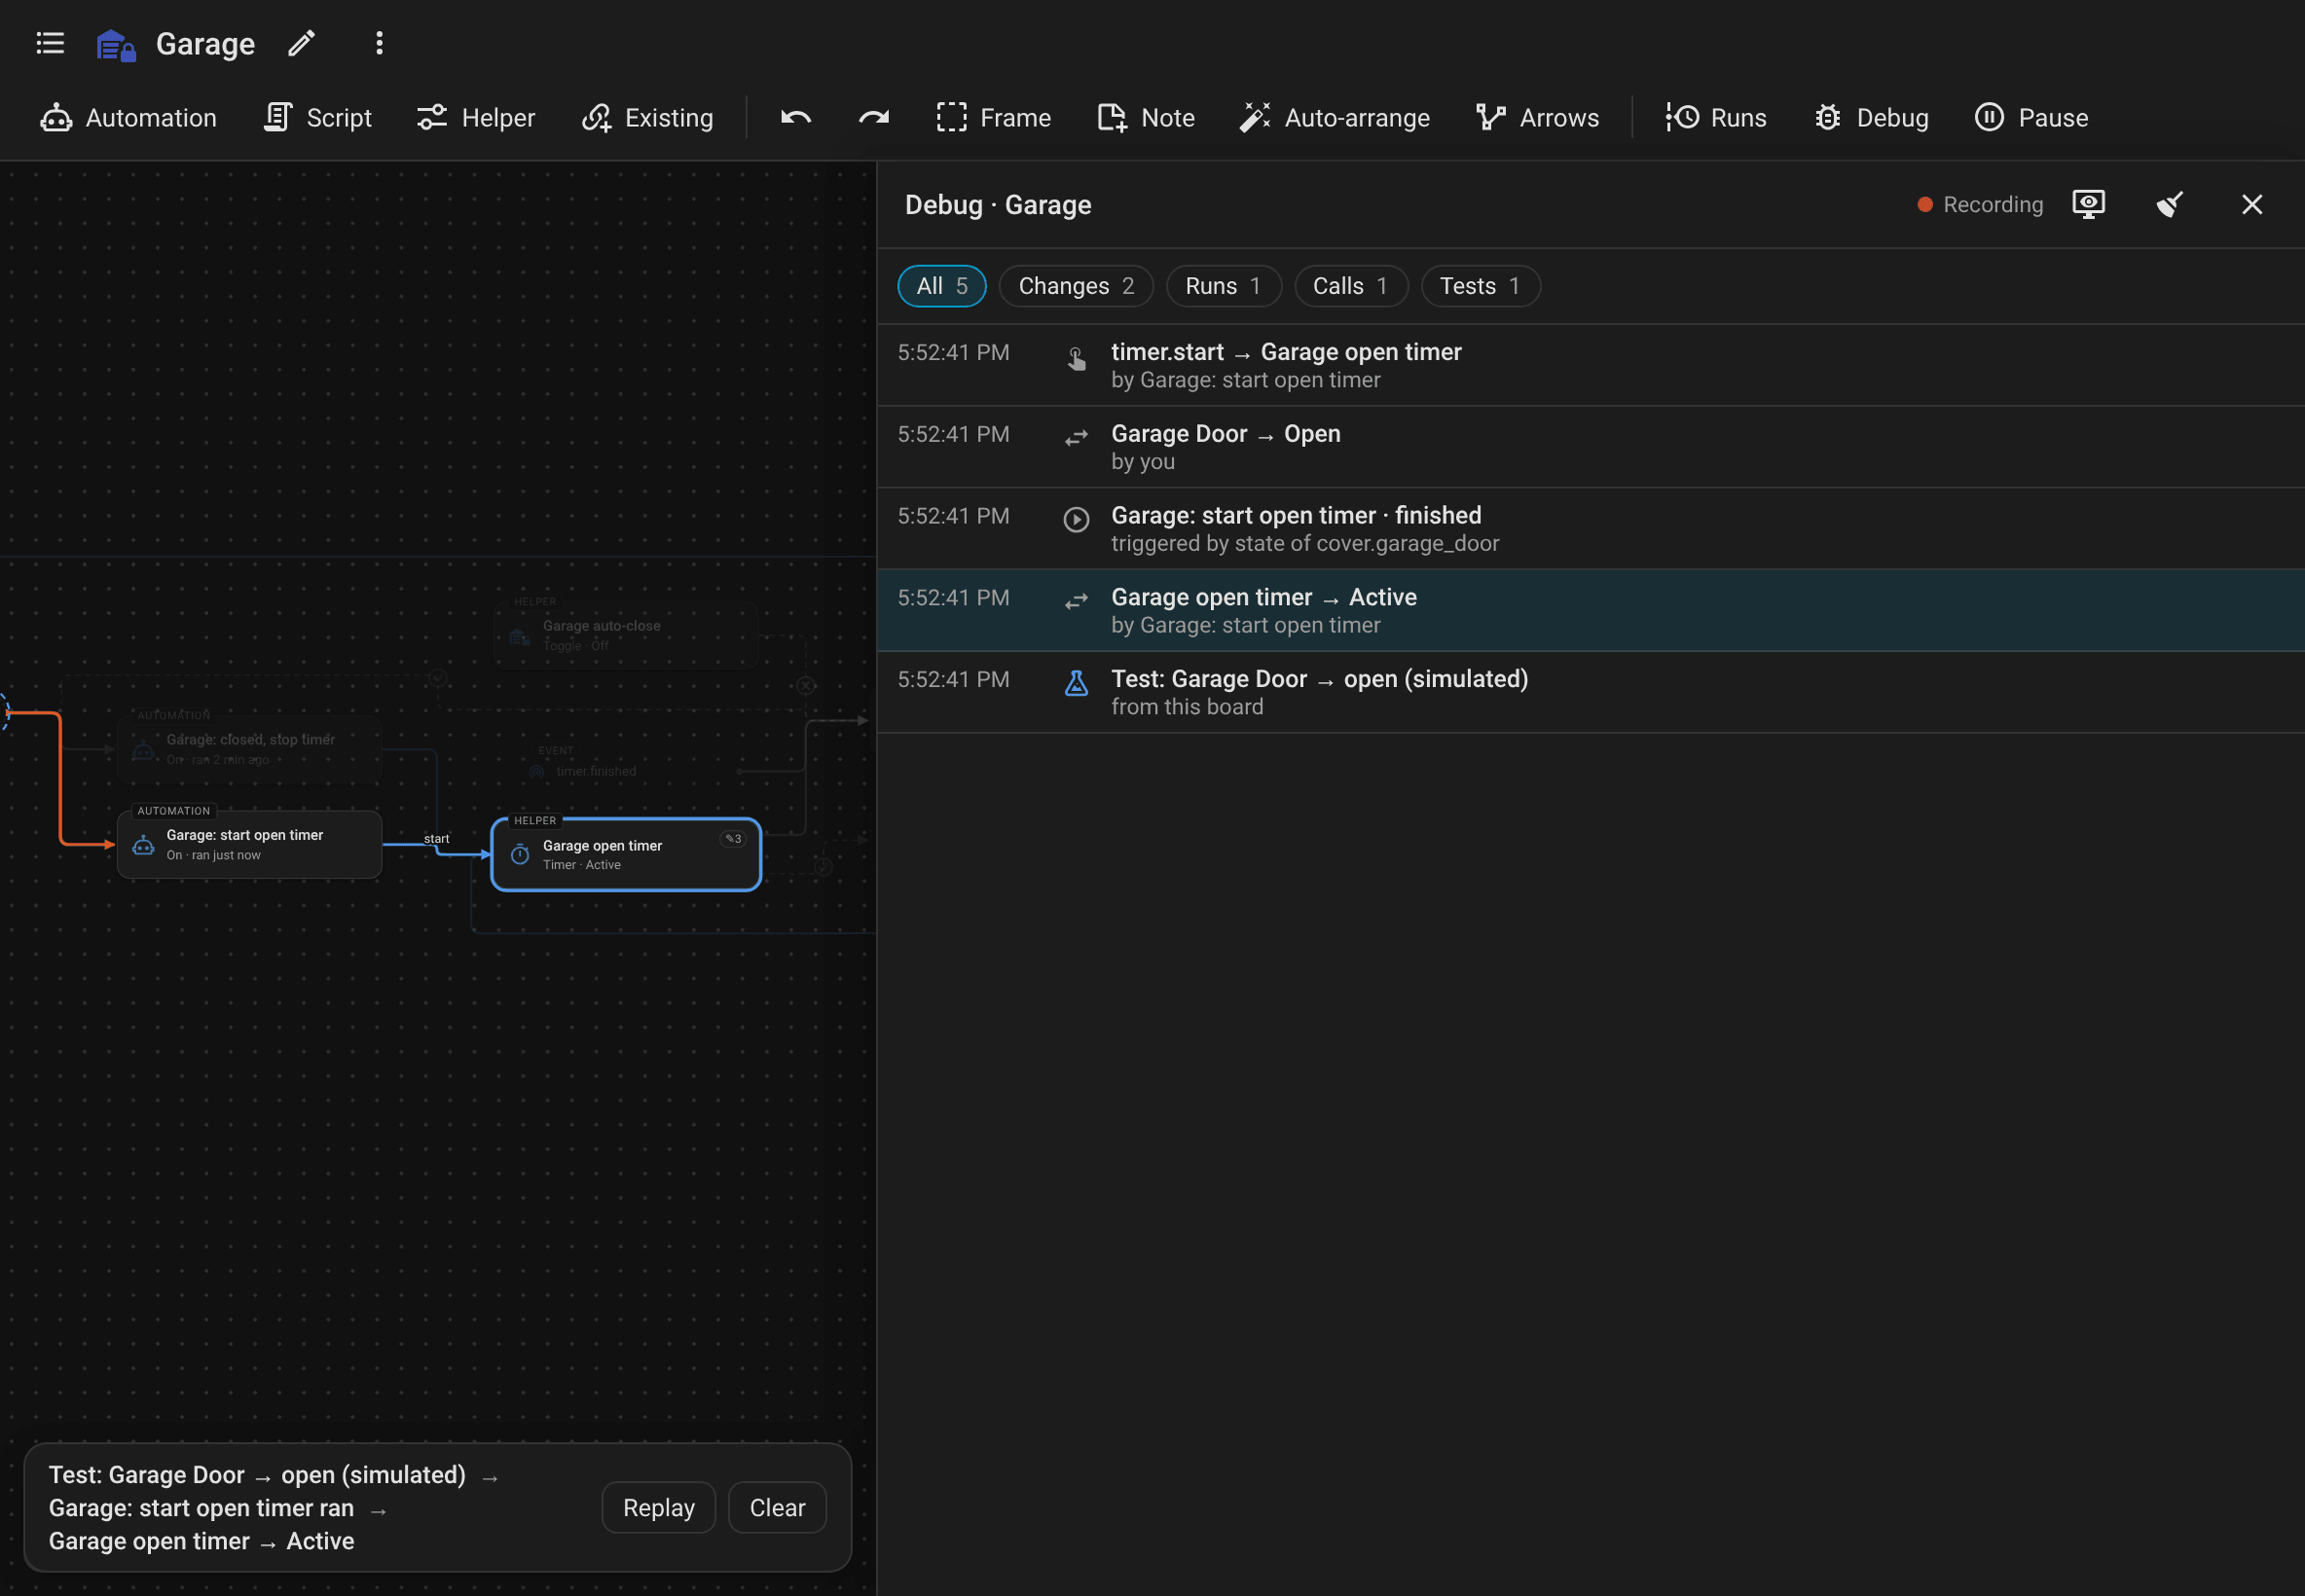 Garage
Automation
Script
Helper
Existing
Frame
Note
Auto-arrange
Arrows
Runs
Debug
Pause
HELPER
Garage auto-close
Toggle · Off
AUTOMATION
Garage: closed, stop timer
On · ran 2 min ago
EVENT
timer.finished
AUTOMATION
Garage: start open timer
On · ran just now
start
HELPER
Garage open timer
✎3
Timer · Active
Test: Garage Door → open (simulated) →
Garage: start open timer ran →
Garage open timer → Active
Replay
Clear
Debug · Garage
Recording
All 5
Changes 2
Runs 1
Calls 1
Tests 1
5:52:41 PM
timer.start → Garage open timer
by Garage: start open timer
5:52:41 PM
Garage Door → Open
by you
5:52:41 PM
Garage: start open timer · finished
triggered by state of cover.garage_door
5:52:41 PM
Garage open timer → Active
by Garage: start open timer
5:52:41 PM
Test: Garage Door → open (simulated)
from this board